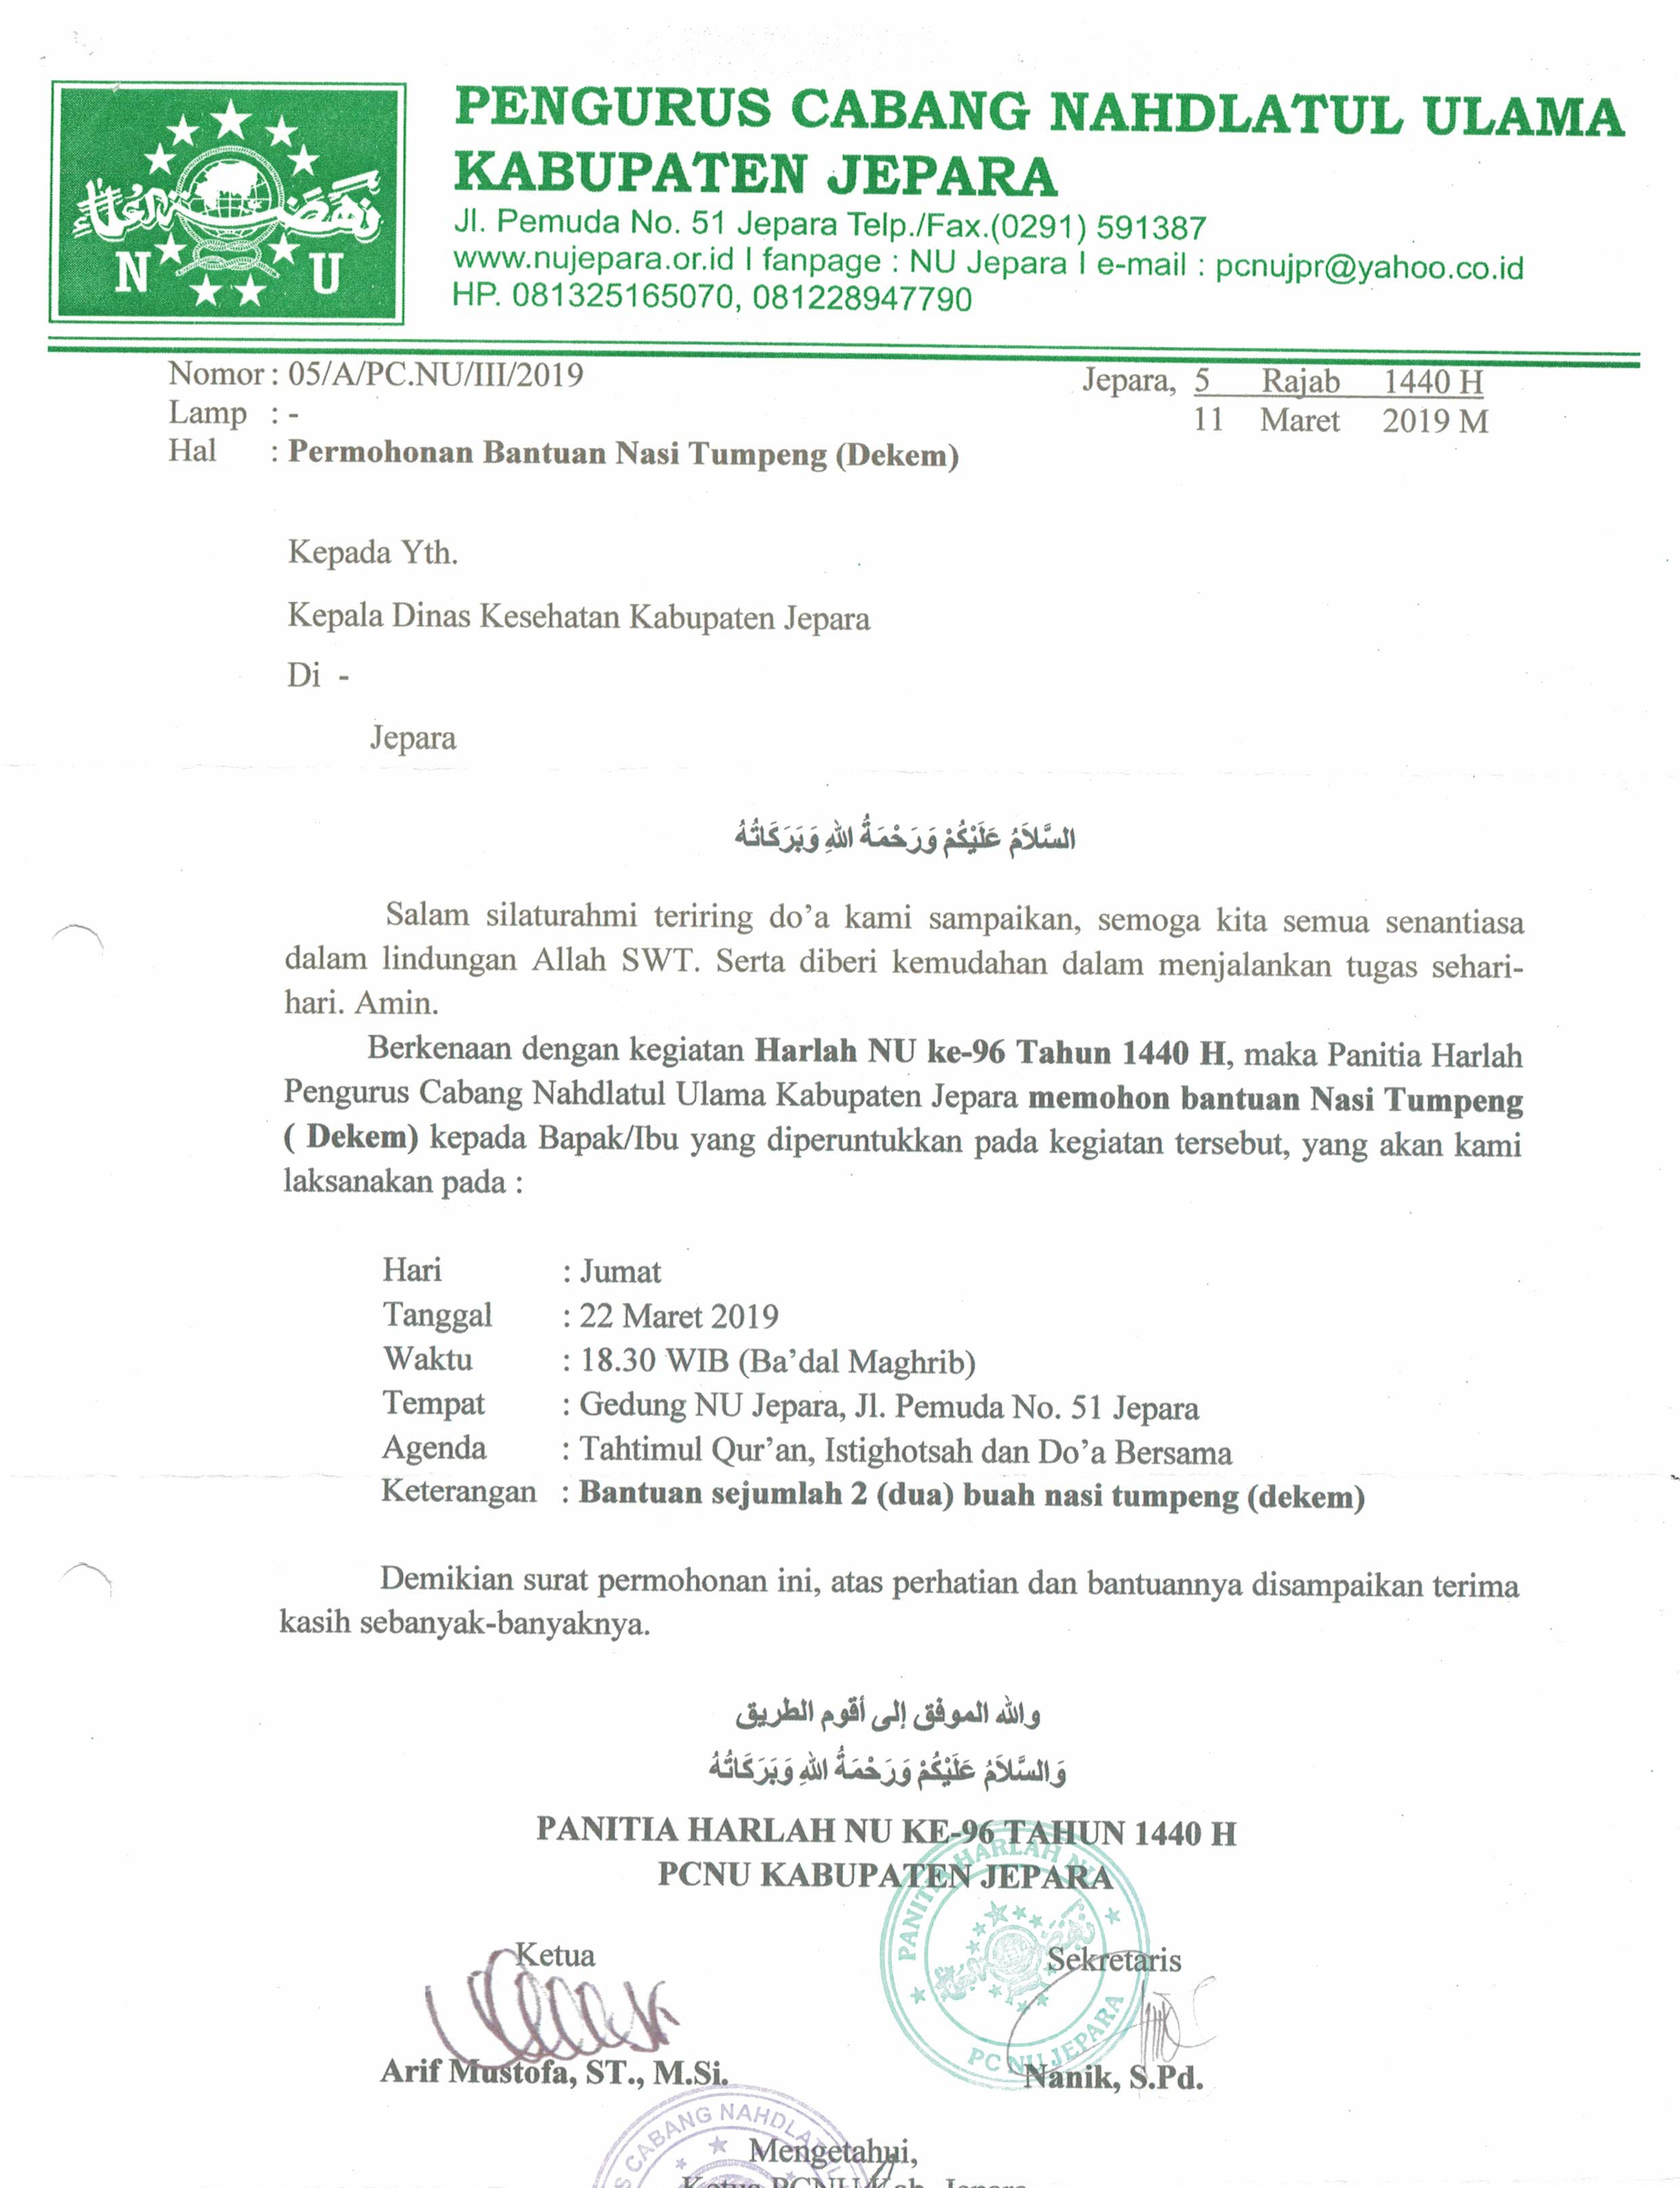 PENGURUS CABANG NAHDLATUL ULAMA
KABUPATEN JEPARA
Jl. Pemuda No. 51 Jepara Telp./Fax.(0291) 591387
www.nujepara.or.id I fanpage : NU Jepara I e-mail : pcnujpr@yahoo.co.id
HP. 081325165070, 081228947790
N U
Nomor : 05/A/PC.NU/III/2019
Jepara, 5 Rajab 1440 H
11 Maret 2019 M
Lamp : -
Hal : Permohonan Bantuan Nasi Tumpeng (Dekem)
Kepada Yth.
Kepala Dinas Kesehatan Kabupaten Jepara
Di -
Jepara
السَّلاَمُ عَلَيْكُمْ وَرَحْمَةُ اللهِ وَبَرَكَاتُهُ
Salam silaturahmi teriring do’a kami sampaikan, semoga kita semua senantiasa
dalam lindungan Allah SWT. Serta diberi kemudahan dalam menjalankan tugas sehari-
hari. Amin.
Berkenaan dengan kegiatan Harlah NU ke-96 Tahun 1440 H, maka Panitia Harlah
Pengurus Cabang Nahdlatul Ulama Kabupaten Jepara memohon bantuan Nasi Tumpeng
( Dekem) kepada Bapak/Ibu yang diperuntukkan pada kegiatan tersebut, yang akan kami
laksanakan pada :
Hari : Jumat
Tanggal : 22 Maret 2019
Waktu : 18.30 WIB (Ba’dal Maghrib)
Tempat : Gedung NU Jepara, Jl. Pemuda No. 51 Jepara
Agenda : Tahtimul Qur’an, Istighotsah dan Do’a Bersama
Keterangan : Bantuan sejumlah 2 (dua) buah nasi tumpeng (dekem)
Demikian surat permohonan ini, atas perhatian dan bantuannya disampaikan terima
kasih sebanyak-banyaknya.
والله الموفق إلى أقوم الطريق
وَالسَّلاَمُ عَلَيْكُمْ وَرَحْمَةُ اللهِ وَبَرَكَاتُهُ
PANITIA HARLAH NU KE-96 TAHUN 1440 H
PCNU KABUPATEN JEPARA
PANITIA HARLAH NU
PC NU JEPARA
Ketua Sekretaris
Arif Mustofa, ST., M.Si. Nanik, S.Pd.
CABANG NAHDLATUL
Mengetahui,
Ketua PCNU Kab. Jepara